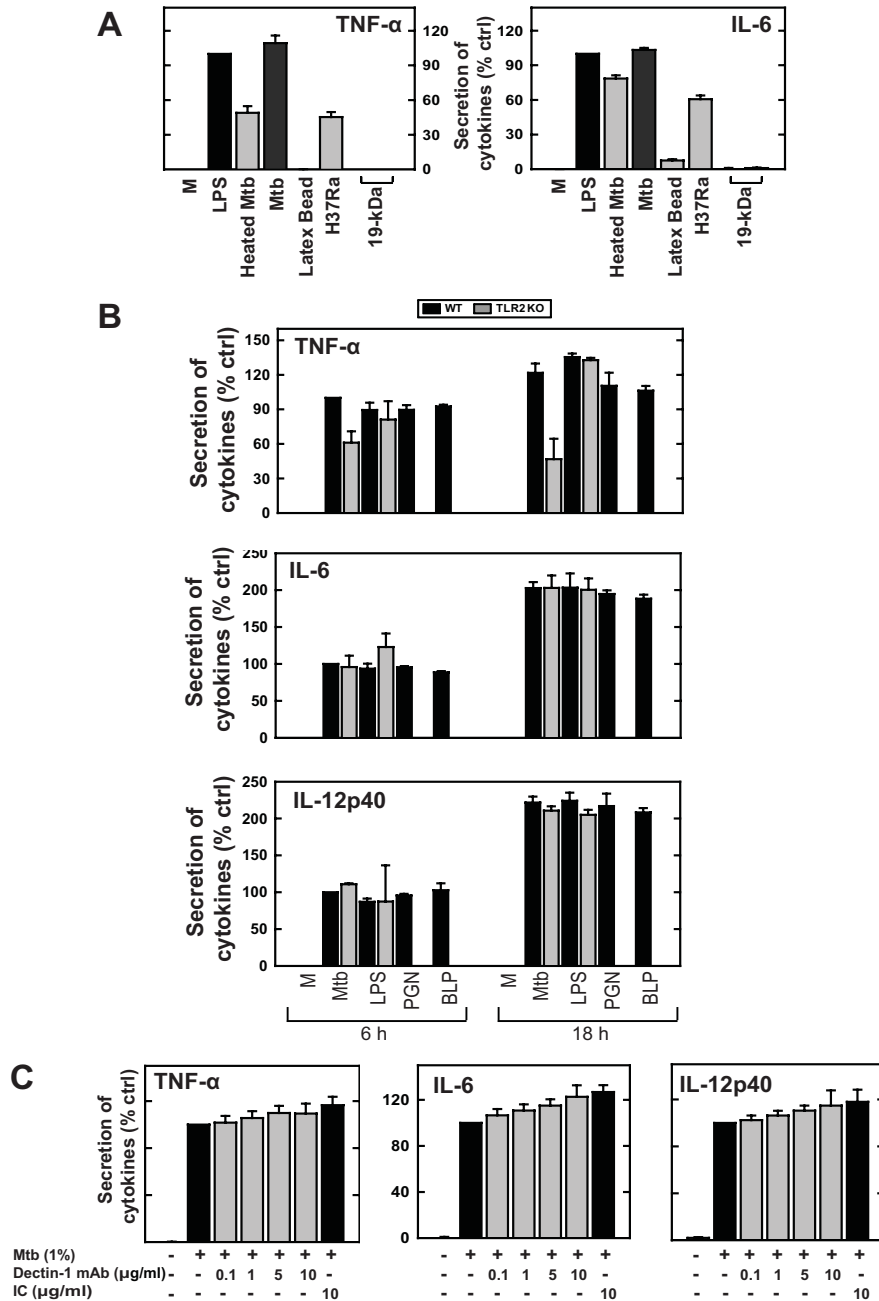 A
TNF-α
IL-6
Secretion of
cytokines (% ctrl)
120
90
60
30
0
120
90
60
30
0
M
LPS
Heated Mtb
Mtb
Latex Bead
H37Ra
19-kDa
M
LPS
Heated Mtb
Mtb
Latex Bead
H37Ra
19-kDa
B
WT
TLR2KO
TNF-α
Secretion of
cytokines (% ctrl)
150
120
90
60
30
0
IL-6
Secretion of
cytokines (% ctrl)
250
200
150
100
50
0
IL-12p40
Secretion of
cytokines (% ctrl)
250
200
150
100
50
0
M
Mtb
LPS
PGN
BLP
M
Mtb
LPS
PGN
BLP
6 h
18 h
C
TNF-α
IL-6
IL-12p40
Secretion of
cytokines (% ctrl)
120
80
40
0
Mtb (1%) - + + + + + + - + + + + + + - + + + + + +
Dectin-1 mAb (µg/ml) - - 0.1 1 5 10 - - - 0.1 1 5 10 - - - 0.1 1 5 10 -
IC (µg/ml) - - - - - - 10 - - - - - - 10 - - - - - - 10